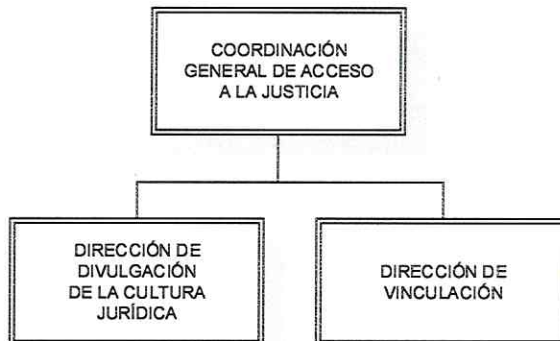 COORDINACIÓN
GENERAL DE ACCESO
A LA JUSTICIA
DIRECCIÓN DE
DIVULGACIÓN
DE LA CULTURA
JURÍDICA
DIRECCIÓN DE
VINCULACIÓN